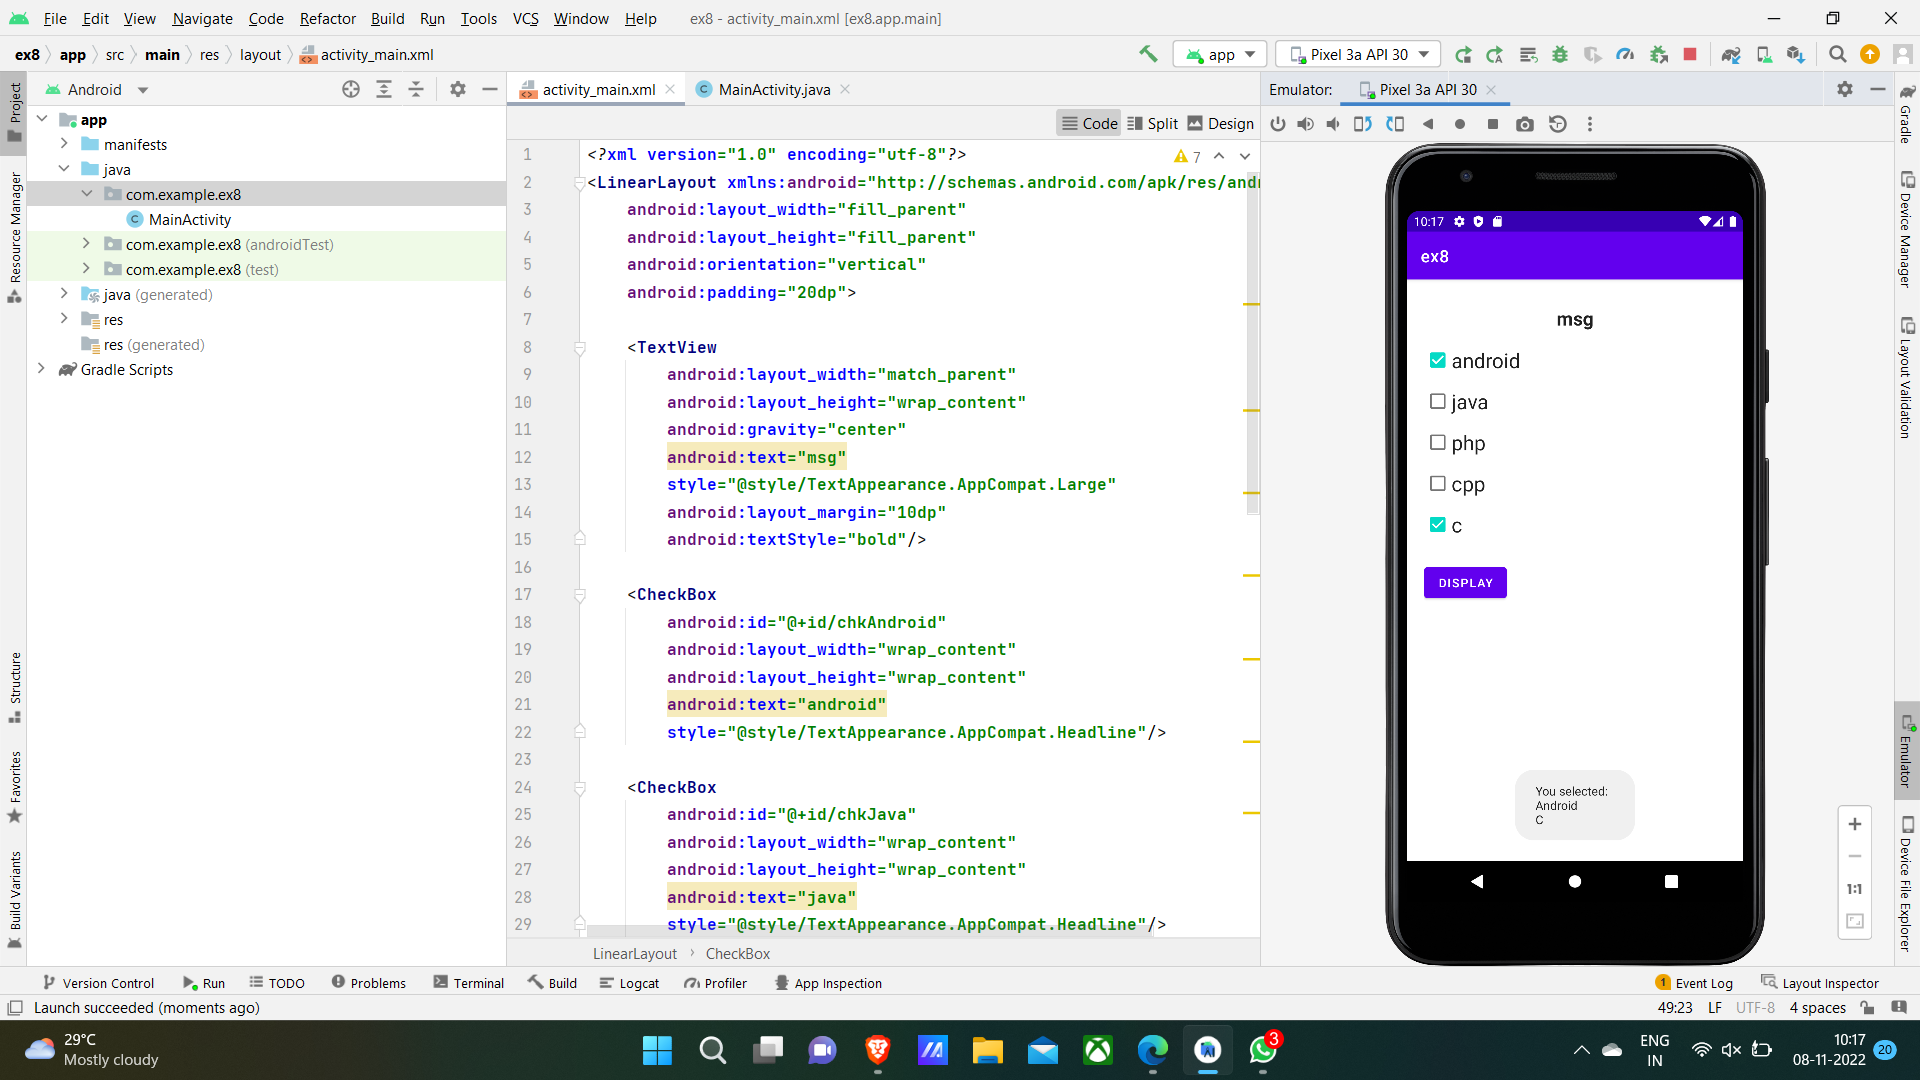 File Edit View Navigate Code Refactor Build Run Tools VCS Window Help ex8 - activity_main.xml [ex8.app.main]
ex8 app src main res layout activity_main.xml
app Pixel 3a API 30
Project
Resource Manager
Structure
Favorites
Build Variants
Android
app
manifests
java
com.example.ex8
MainActivity
com.example.ex8 (androidTest)
com.example.ex8 (test)
java (generated)
res
res (generated)
Gradle Scripts
activity_main.xml MainActivity.java
Code Split Design
7
1 <?xml version="1.0" encoding="utf-8"?>
2 <LinearLayout xmlns:android="http://schemas.android.com/apk/res/andr
3 android:layout_width="fill_parent"
4 android:layout_height="fill_parent"
5 android:orientation="vertical"
6 android:padding="20dp">
7
8 <TextView
9 android:layout_width="match_parent"
10 android:layout_height="wrap_content"
11 android:gravity="center"
12 android:text="msg"
13 style="@style/TextAppearance.AppCompat.Large"
14 android:layout_margin="10dp"
15 android:textStyle="bold"/>
16
17 <CheckBox
18 android:id="@+id/chkAndroid"
19 android:layout_width="wrap_content"
20 android:layout_height="wrap_content"
21 android:text="android"
22 style="@style/TextAppearance.AppCompat.Headline"/>
23
24 <CheckBox
25 android:id="@+id/chkJava"
26 android:layout_width="wrap_content"
27 android:layout_height="wrap_content"
28 android:text="java"
29 style="@style/TextAppearance.AppCompat.Headline"/>
LinearLayout CheckBox
Emulator: Pixel 3a API 30
10:17
ex8
msg
android
java
php
cpp
c
DISPLAY
You selected:
Android
C
1:1
Gradle
Device Manager
Layout Validation
Emulator
Device File Explorer
Version Control Run TODO Problems Terminal Build Logcat Profiler App Inspection 1 Event Log Layout Inspector
Launch succeeded (moments ago) 49:23 LF UTF-8 4 spaces
29°C
Mostly cloudy
3
ENG
IN
10:17
08-11-2022
20